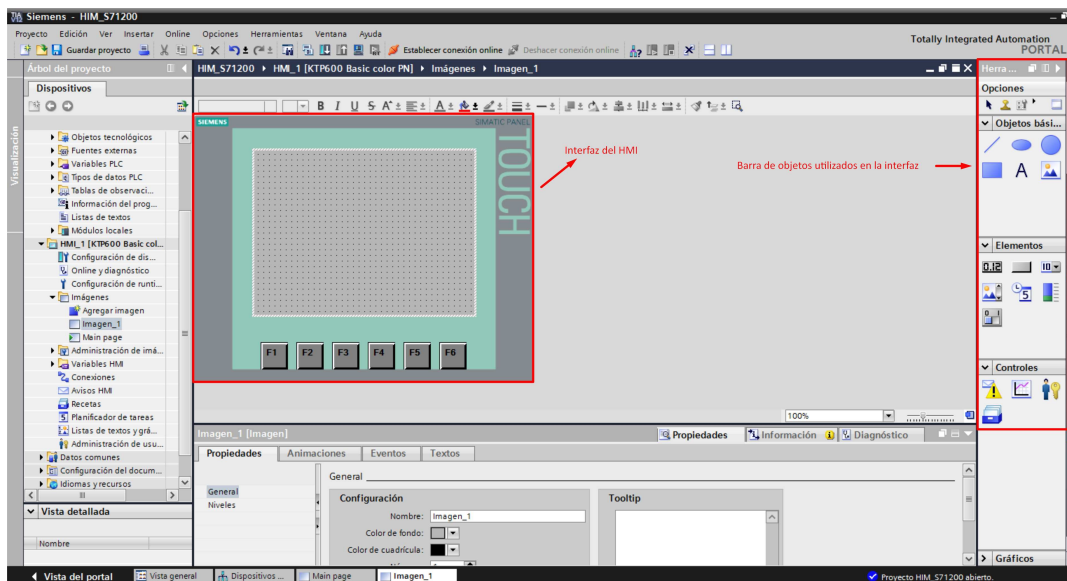 Siemens - HIM_S71200
Proyecto Edición Ver Insertar Online Opciones Herramientas Ventana Ayuda
Guardar proyecto Establecer conexión online Deshacer conexión online
Totally Integrated Automation
PORTAL
Árbol del proyecto
HIM_S71200 HMI_1 [KTP600 Basic color PN] Imágenes Imagen_1
Herra...
Dispositivos
Opciones
B I U S A
Visualización
Objetos tecnológicos
Fuentes externas
Variables PLC
Tipos de datos PLC
Tablas de observaci...
Información del prog...
Listas de textos
Módulos locales
HMI_1 [KTP600 Basic col...
Configuración de dis...
Online y diagnóstico
Configuración de runti...
Imágenes
Agregar imagen
Imagen_1
Main page
Administración de imá...
Variables HMI
Conexiones
Avisos HMI
Recetas
Planificador de tareas
Listas de textos y grá...
Administración de usu...
Datos comunes
Configuración del docum...
Idiomas y recursos
Vista detallada
Nombre
SIEMENS
SIMATIC PANEL
TOUCH
F1 F2 F3 F4 F5 F6
Interfaz del HMI
Barra de objetos utilizados en la interfaz
Objetos bási...
A
Elementos
0.12
10
5
Controles
Gráficos
100%
Imagen_1 [Imagen]
Propiedades Información Diagnóstico
Propiedades Animaciones Eventos Textos
General
Niveles
General
Configuración
Nombre: Imagen_1
Color de fondo:
Color de cuadrícula:
Tooltip
Vista del portal Vista general Dispositivos ... Main page Imagen_1
Proyecto HIM_S71200 abierto.